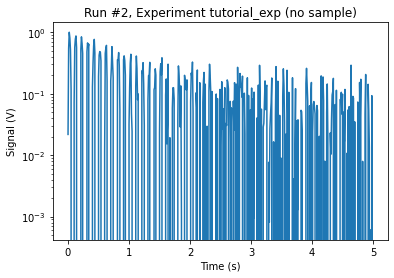 Run #2, Experiment tutorial_exp (no sample)
Signal (V)
10⁰
10⁻¹
10⁻²
10⁻³
0 1 2 3 4 5
Time (s)